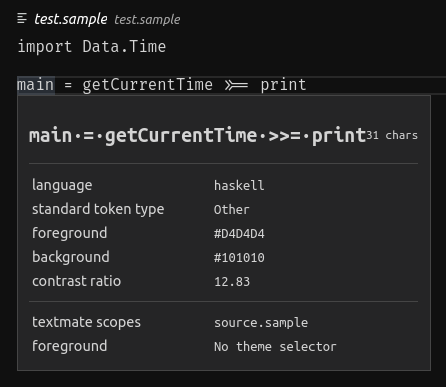 test.sample test.sample
import Data.Time
main = getCurrentTime >>= print
main·=·getCurrentTime·>>=·print 31 chars
language haskell
standard token type Other
foreground #D4D4D4
background #101010
contrast ratio 12.83
textmate scopes source.sample
foreground No theme selector